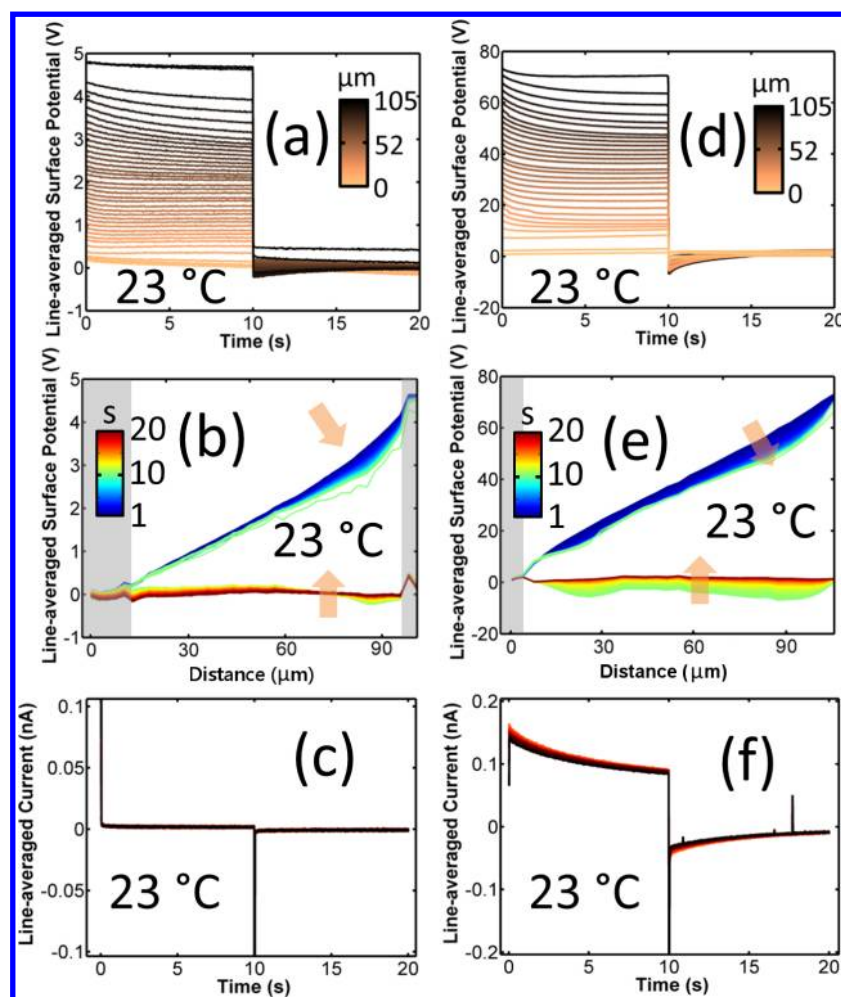 Line-averaged Surface Potential (V)
5
4
3
2
1
0
-1
μm
105
52
0
(a)
23 °C
0
5
10
15
20
Time (s)
Line-averaged Surface Potential (V)
80
60
40
20
0
-20
μm
105
52
0
(d)
23 °C
0
5
10
15
20
Time (s)
Line-averaged Surface Potential (V)
5
4
3
2
1
0
-1
s
20
10
1
(b)
23 °C
0
30
60
90
Distance (μm)
Line-averaged Surface Potential (V)
80
60
40
20
0
-20
s
20
10
1
(e)
23 °C
0
30
60
90
Distance (μm)
Line-averaged Current (nA)
0.1
0.05
0
-0.05
-0.1
(c)
23 °C
0
5
10
15
20
Time (s)
Line-averaged Current (nA)
0.2
0.1
0
-0.1
-0.2
(f)
23 °C
0
5
10
15
20
Time (s)